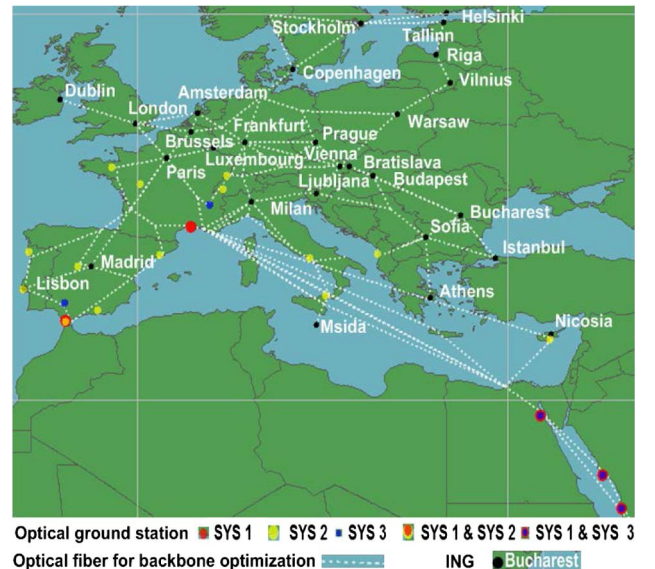 Stockholm
Helsinki
Tallinn
Riga
Copenhagen
Vilnius
Dublin
Amsterdam
London
Warsaw
Frankfurt
Prague
Brussels
Luxembourg
Vienna
Bratislava
Paris
Ljubljana
Budapest
Milan
Bucharest
Sofia
Istanbul
Madrid
Lisbon
Athens
Nicosia
Msida
Optical ground station SYS 1 SYS 2 SYS 3 SYS 1 & SYS 2 SYS 1 & SYS 3
Optical fiber for backbone optimization ING Bucharest